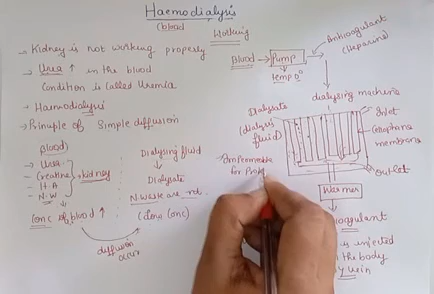 Haemodialysis
(blood
Working
→ Kidney is not working properly
→ Urea ↑ in the blood
Condition is called Uremia
→ Haemodialysis
→ Principle of Simple diffusion
Blood
- Urea
- Creatine
- H.A
- N.W
kidney
Conc of blood ↑
Dialysing fluid
Dialysate
N.Waste are not
(low conc)
diffusion
occur
Blood → Pump
temp 0°
Anticoagulant
(Heparine)
dialysing machine
Dialysate
(dialysis
fluid)
Inlet
Cellophane
membrane
→ Impermeable
for Pro
Outlet
Warmer
coagulant
is injected
the body
vein